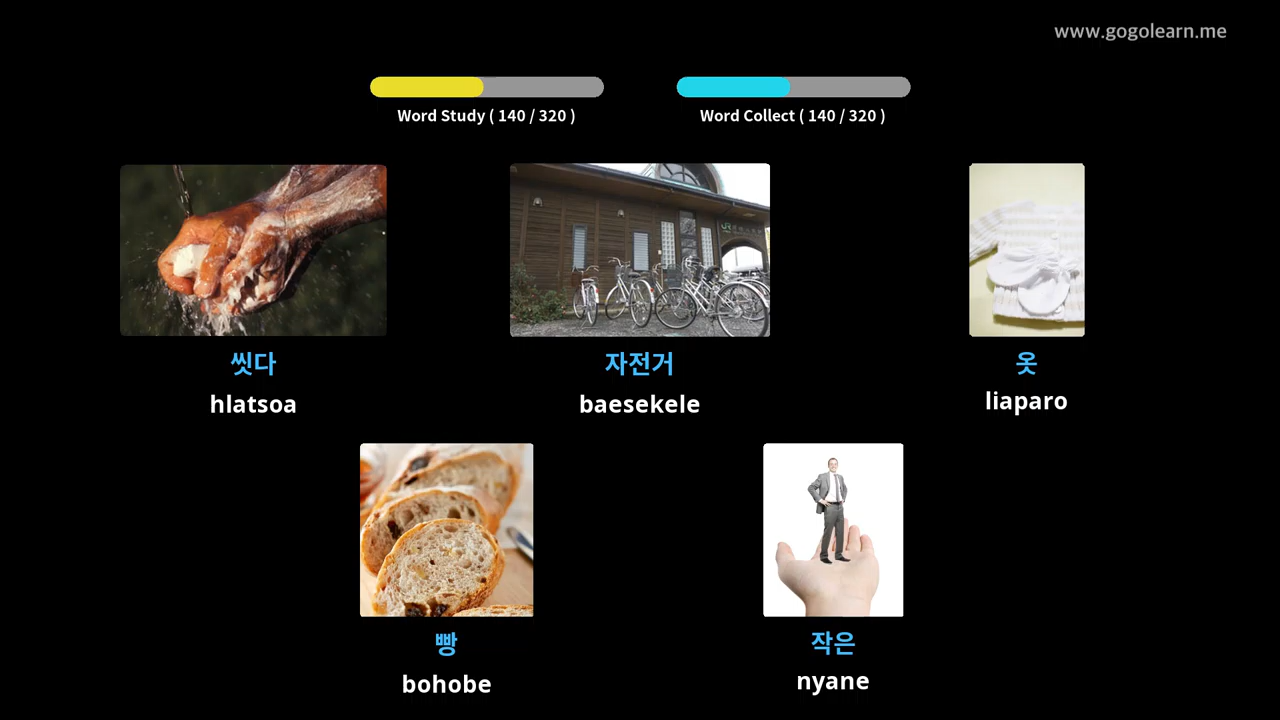 www.gogolearn.me
Word Study ( 140 / 320 )
Word Collect ( 140 / 320 )
씻다
자전거
옷
hlatsoa
baesekele
liaparo
빵
작은
bohobe
nyane